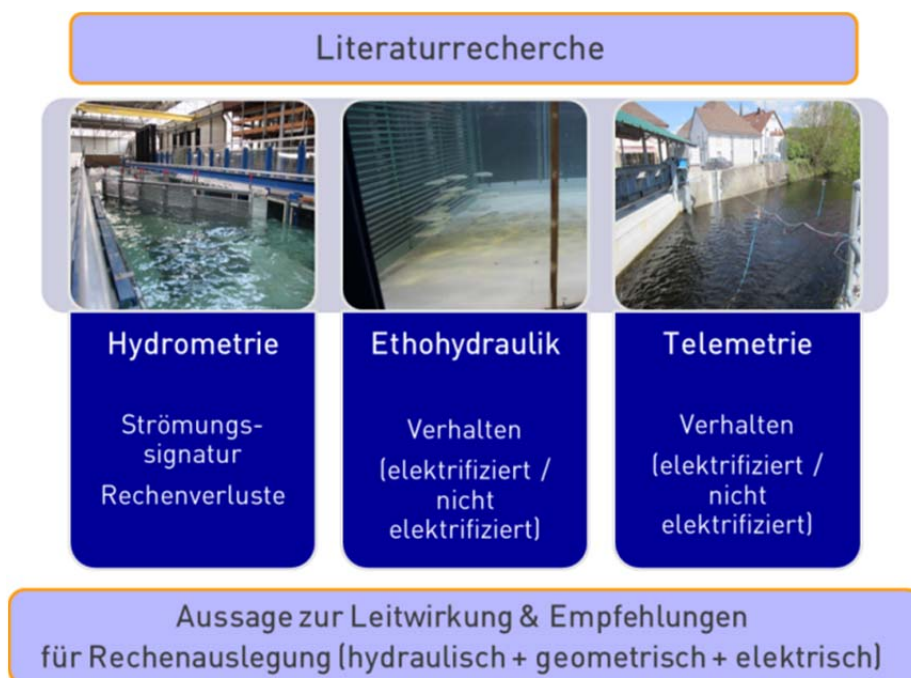 Literaturrecherche
Hydrometrie
Strömungs-
signatur
Rechenverluste
Ethohydraulik
Verhalten
(elektrifiziert /
nicht
elektrifiziert)
Telemetrie
Verhalten
(elektrifiziert /
nicht
elektrifiziert)
Aussage zur Leitwirkung & Empfehlungen
für Rechenauslegung (hydraulisch + geometrisch + elektrisch)